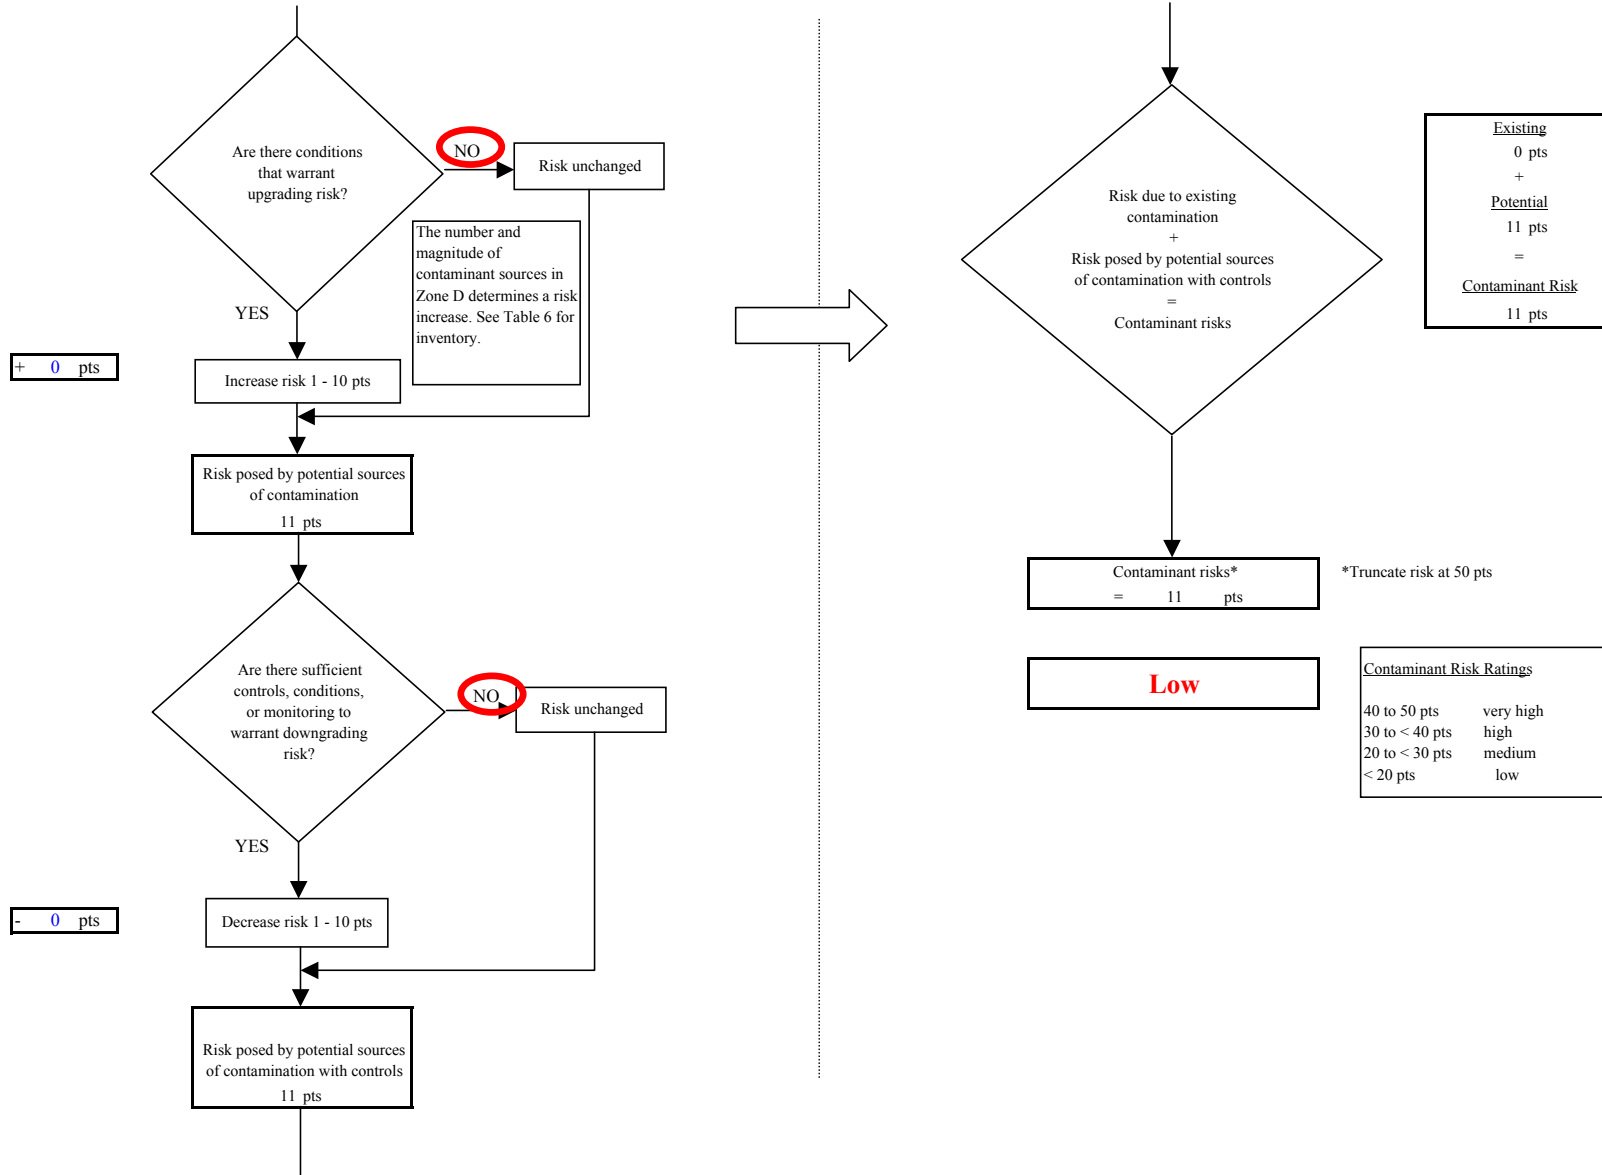 Are there conditions
that warrant
upgrading risk?
NO
Risk unchanged
The number and
magnitude of
contaminant sources in
Zone D determines a risk
increase. See Table 6 for
inventory.
YES
+ 0 pts
Increase risk 1 - 10 pts
Risk posed by potential sources
of contamination
11 pts
Are there sufficient
controls, conditions,
or monitoring to
warrant downgrading
risk?
NO
Risk unchanged
YES
- 0 pts
Decrease risk 1 - 10 pts
Risk posed by potential sources
of contamination with controls
11 pts
Risk due to existing
contamination
+
Risk posed by potential sources
of contamination with controls
=
Contaminant risks
Existing
0 pts
+
Potential
11 pts
=
Contaminant Risk
11 pts
Contaminant risks*
= 11 pts
*Truncate risk at 50 pts
Low
Contaminant Risk Ratings
40 to 50 pts very high
30 to < 40 pts high
20 to < 30 pts medium
< 20 pts low